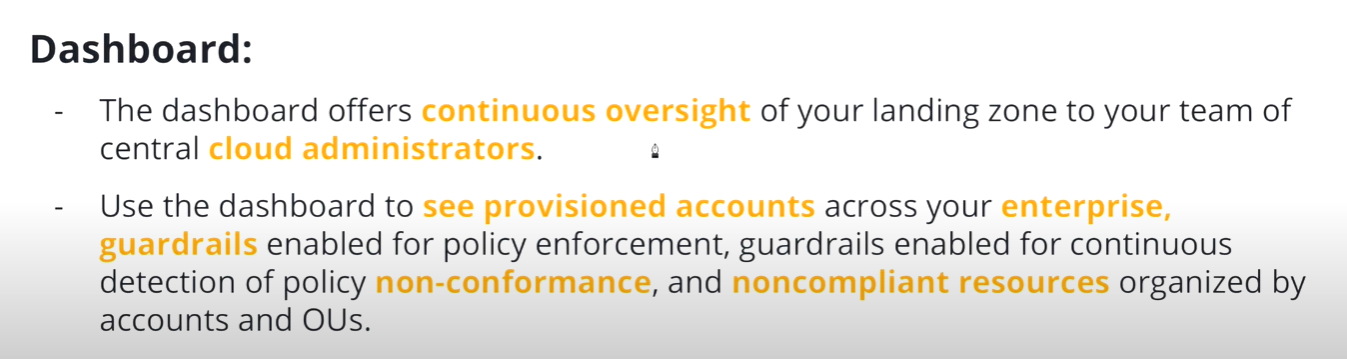 Dashboard:
- The dashboard offers continuous oversight of your landing zone to your team of
central cloud administrators.
- Use the dashboard to see provisioned accounts across your enterprise,
guardrails enabled for policy enforcement, guardrails enabled for continuous
detection of policy non-conformance, and noncompliant resources organized by
accounts and OUs.